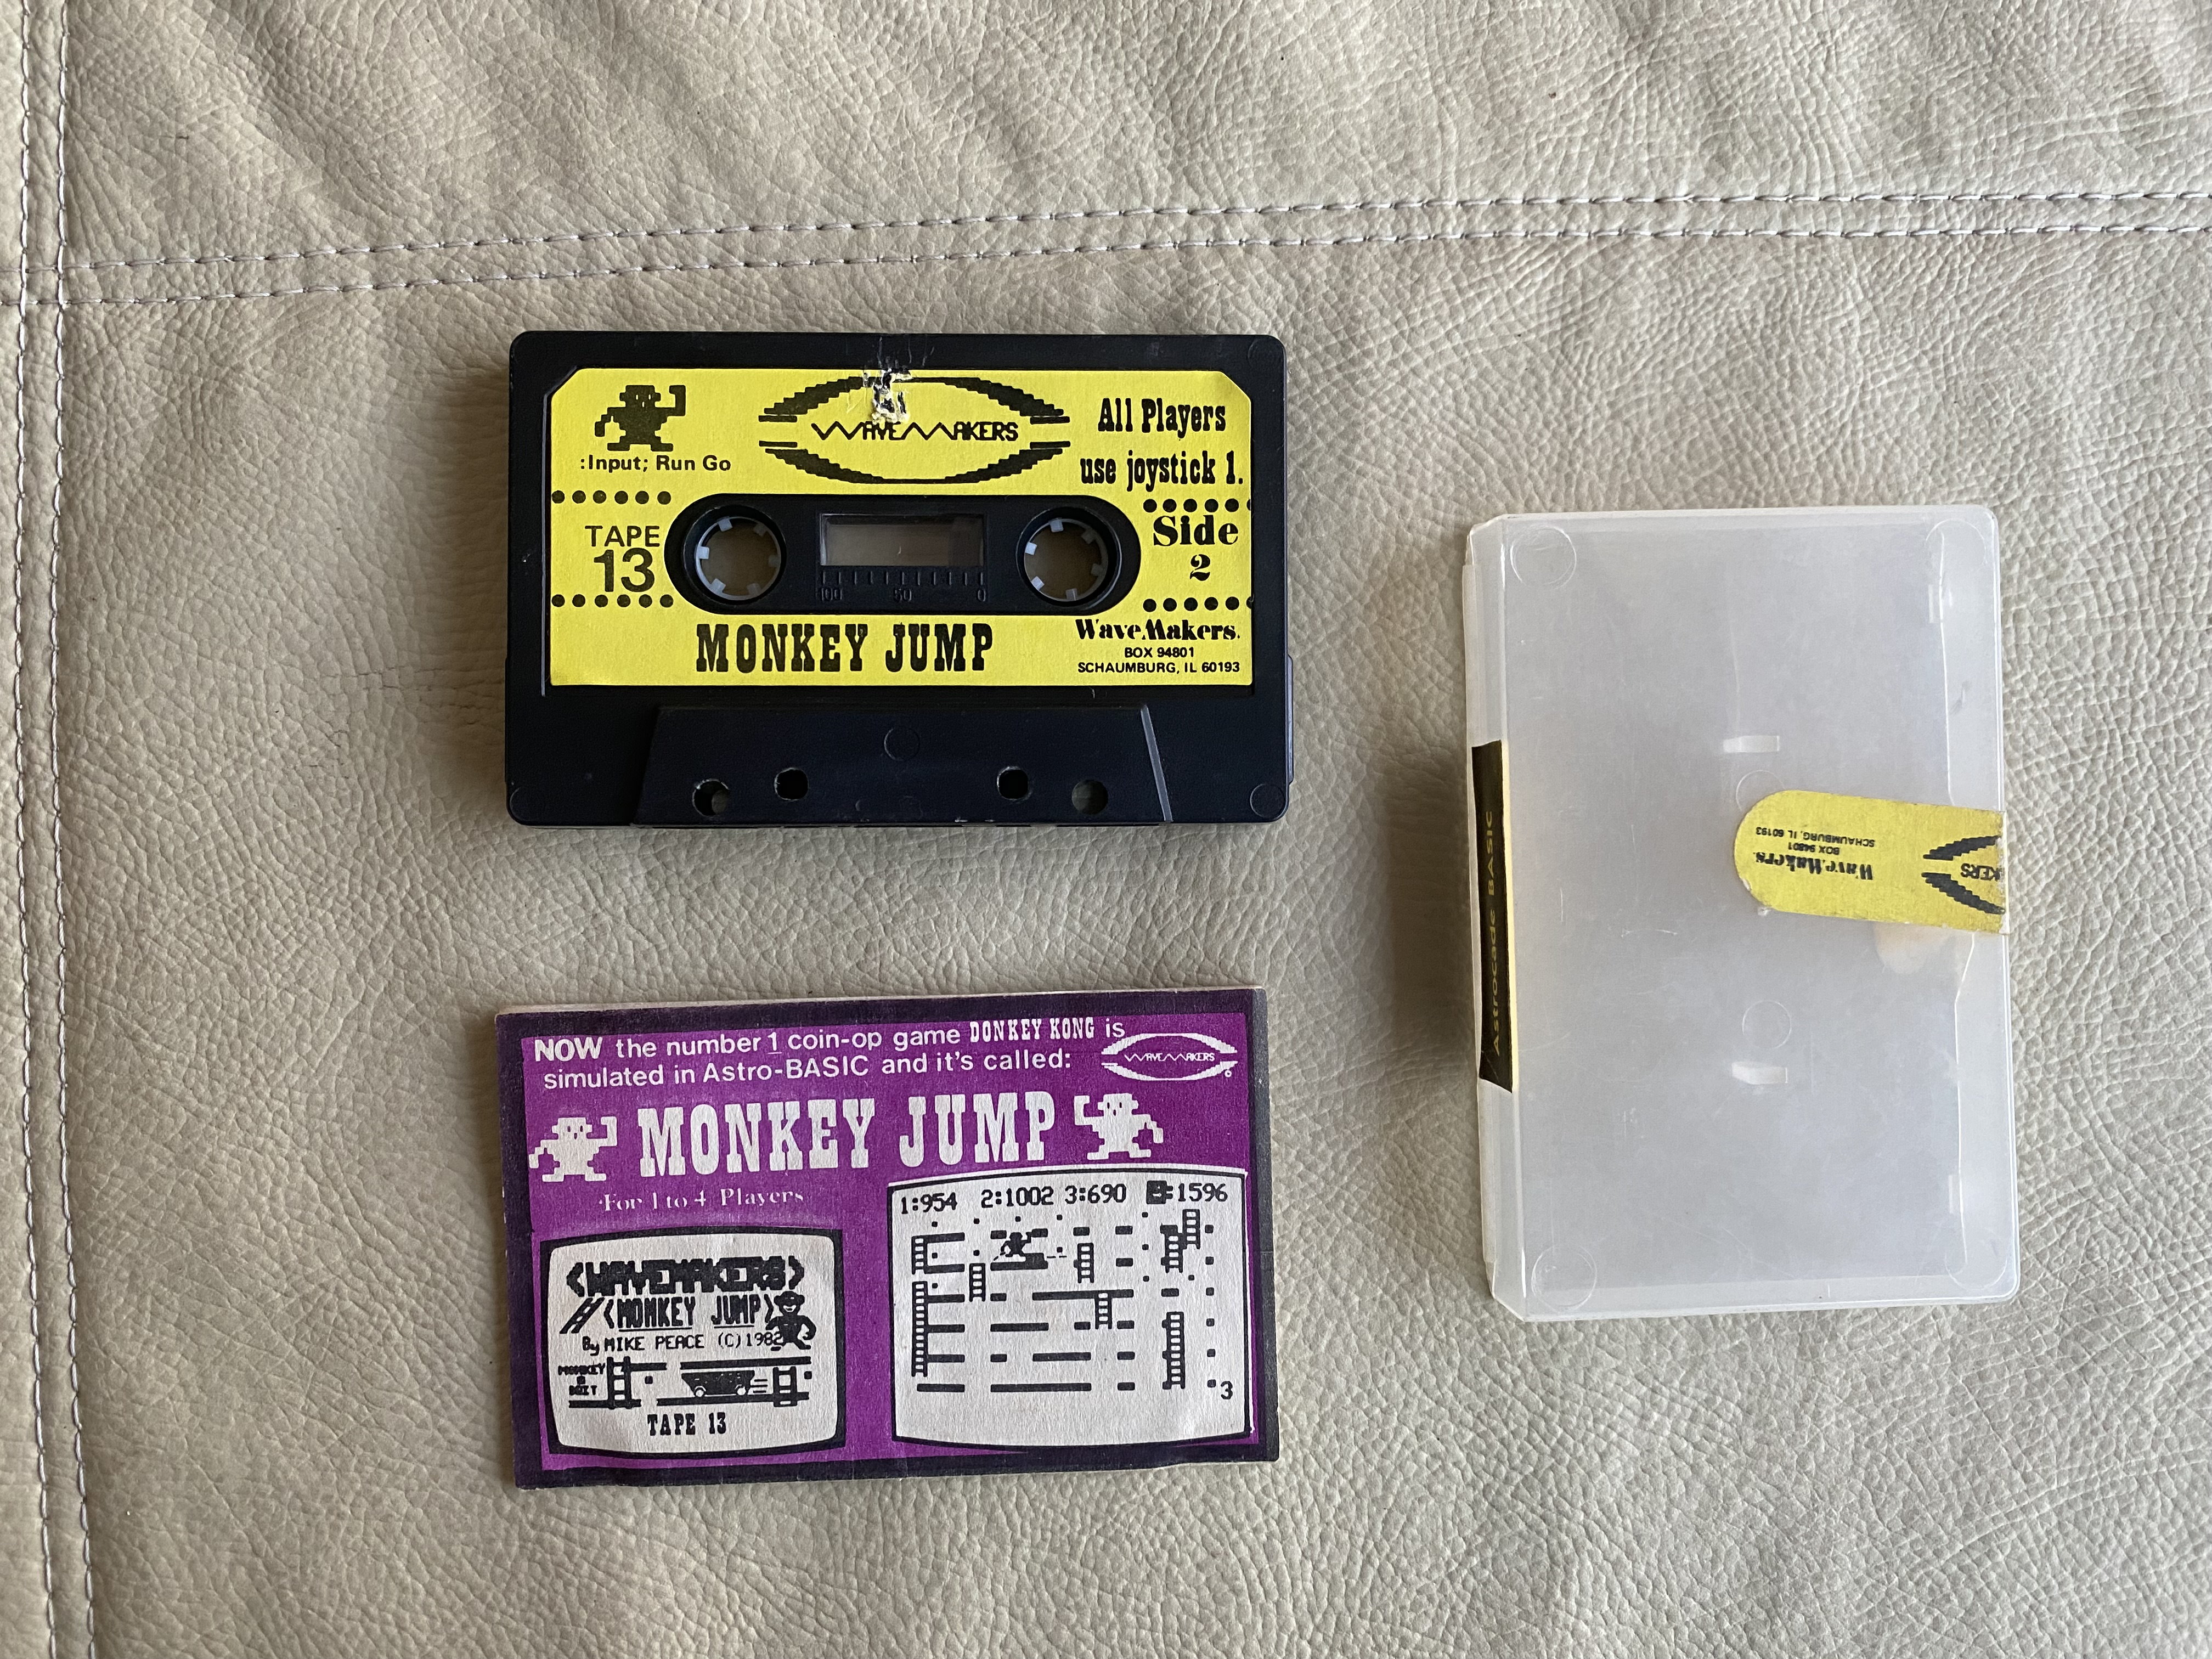 :Input; Run Go
WAVEMAKERS
All Players
use joystick 1.
TAPE
13
Side
2
100 50 0
MONKEY JUMP
WaveMakers.
BOX 94801
SCHAUMBURG, IL 60193
NOW the number 1 coin-op game DONKEY KONG is
simulated in Astro-BASIC and it's called:
WAVEMAKERS
MONKEY JUMP
For 1 to 4 Players
<WAVEMAKERS>
<MONKEY JUMP>
By MIKE PEACE (C)1982
TAPE 13
1:954 2:1002 3:690 :1596
3
Astrocade BASIC
WaveMakers.
BOX 94801
SCHAUMBURG, IL 60193
KERS